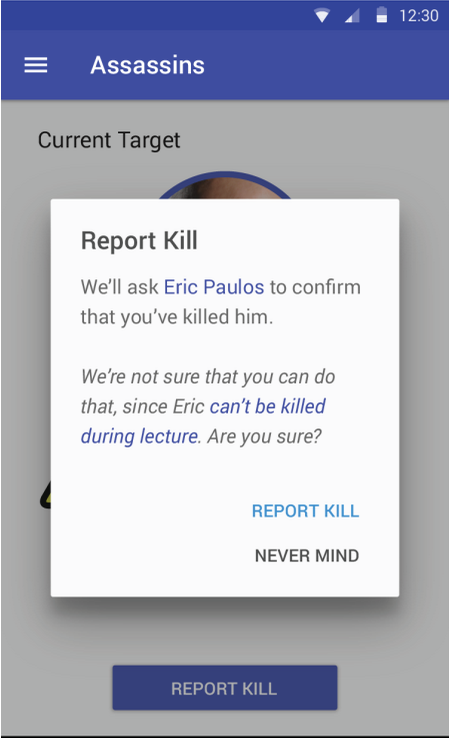 12:30
Assassins
Current Target
Report Kill
We’ll ask Eric Paulos to confirm
that you’ve killed him.
We’re not sure that you can do
that, since Eric can’t be killed
during lecture. Are you sure?
REPORT KILL
NEVER MIND
REPORT KILL